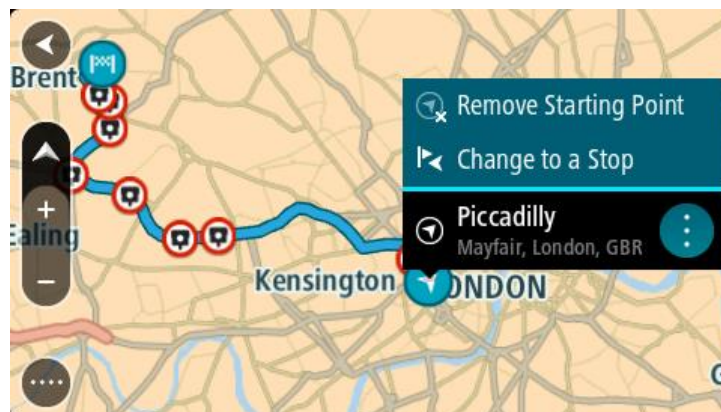 Brent
Remove Starting Point
Change to a Stop
Piccadilly
Mayfair, London, GBR
Ealing
Kensington
ONDON
G